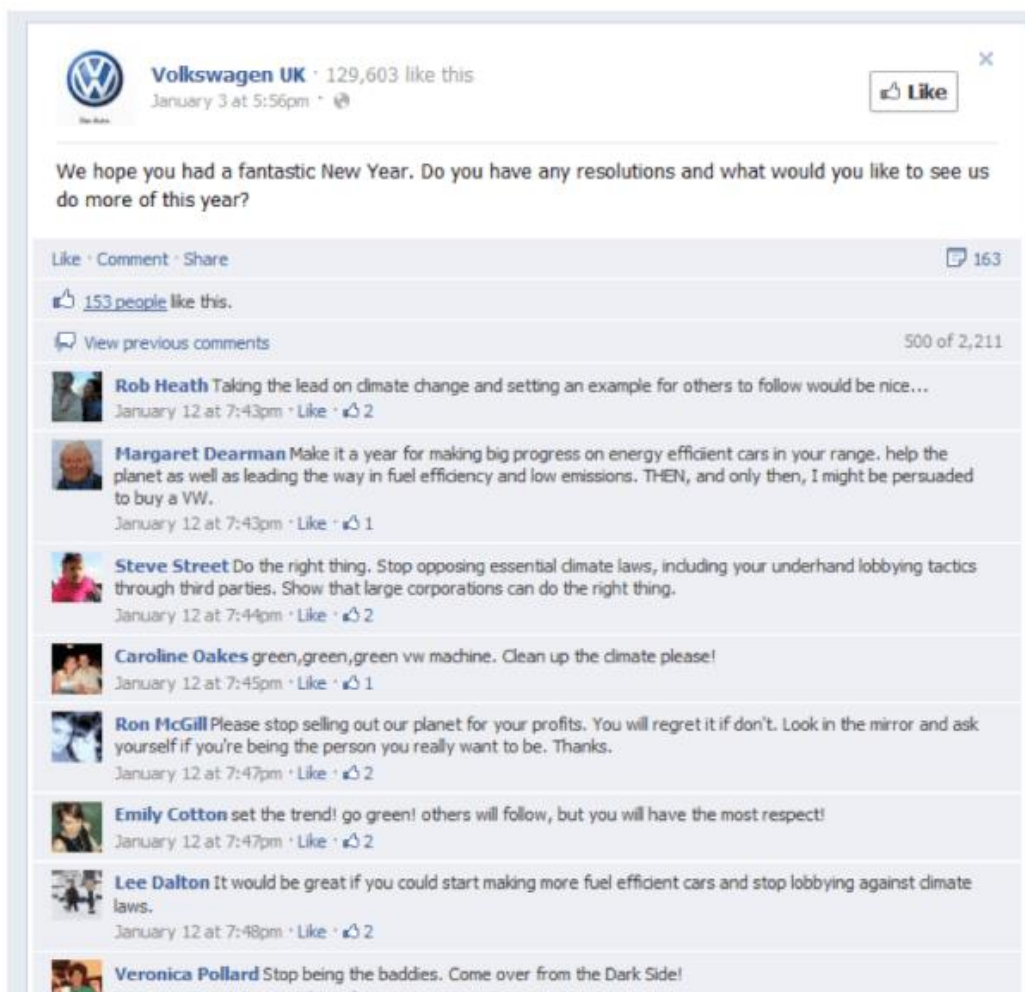 Volkswagen UK · 129,603 like this
January 3 at 5:56pm ·
Like
We hope you had a fantastic New Year. Do you have any resolutions and what would you like to see us
do more of this year?
Like · Comment · Share
163
153 people like this.
View previous comments
500 of 2,211
Rob Heath Taking the lead on climate change and setting an example for others to follow would be nice...
January 12 at 7:43pm · Like · 2
Margaret Dearman Make it a year for making big progress on energy efficient cars in your range. help the
planet as well as leading the way in fuel efficiency and low emissions. THEN, and only then, I might be persuaded
to buy a VW.
January 12 at 7:43pm · Like · 1
Steve Street Do the right thing. Stop opposing essential climate laws, including your underhand lobbying tactics
through third parties. Show that large corporations can do the right thing.
January 12 at 7:44pm · Like · 2
Caroline Oakes green,green,green vw machine. Clean up the climate please!
January 12 at 7:45pm · Like · 1
Ron McGill Please stop selling out our planet for your profits. You will regret it if don't. Look in the mirror and ask
yourself if you're being the person you really want to be. Thanks.
January 12 at 7:47pm · Like · 2
Emily Cotton set the trend! go green! others will follow, but you will have the most respect!
January 12 at 7:47pm · Like · 2
Lee Dalton It would be great if you could start making more fuel efficient cars and stop lobbying against climate
laws.
January 12 at 7:48pm · Like · 2
Veronica Pollard Stop being the baddies. Come over from the Dark Side!